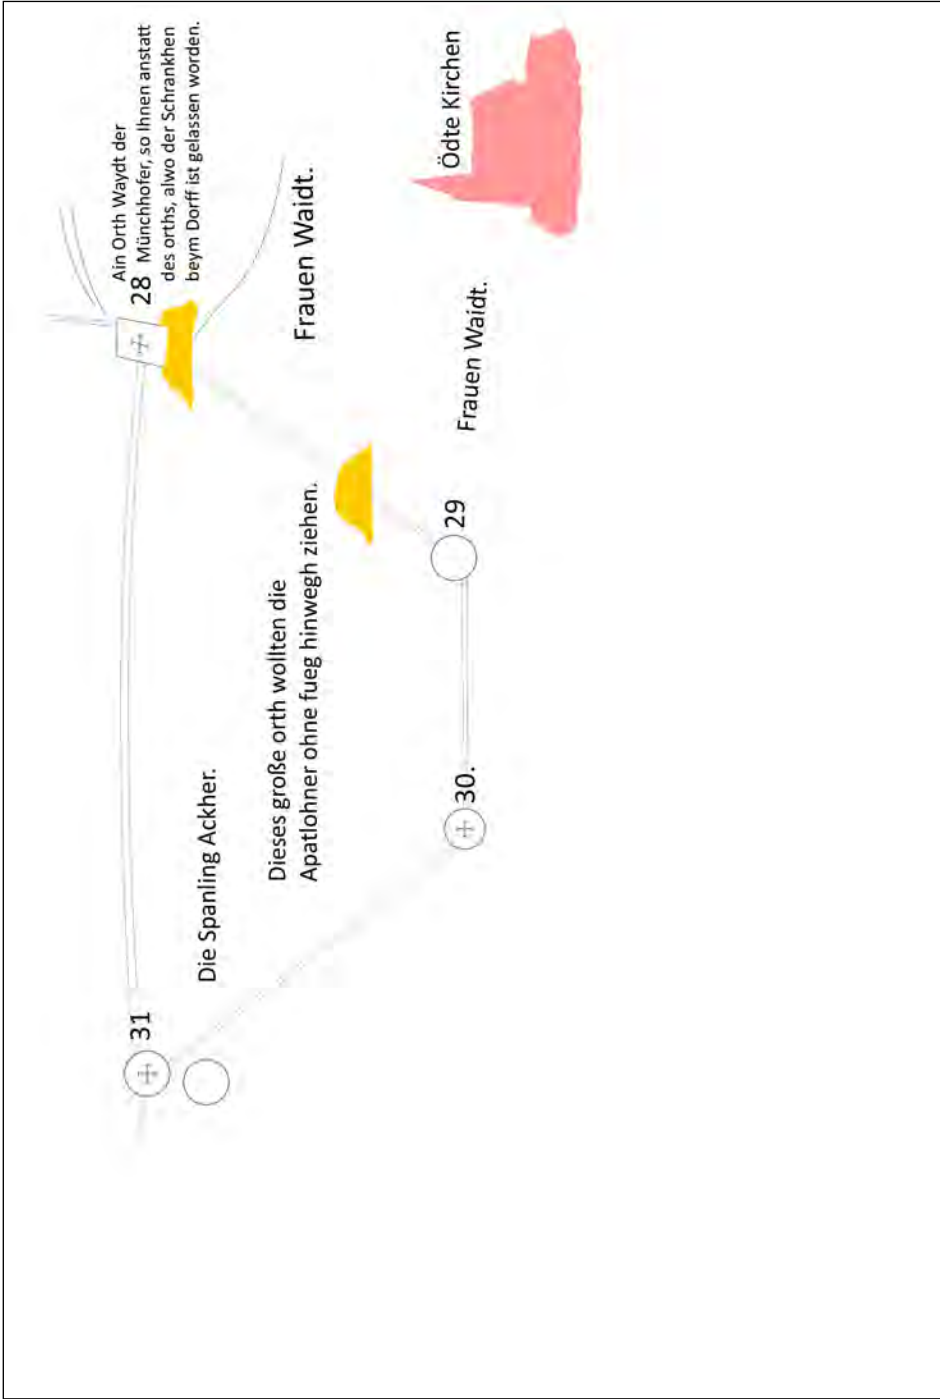 Ain Orth Waydt der
Münchhofer, so Ihnen anstatt
des orths, alwo der Schrankhen
beym Dorff ist gelassen worden.
28
31
Die Spanling Ackher.
Frauen Waidt.
Dieses große orth wollten die
Apatlohner ohne fueg hinwegh ziehen.
Ödte Kirchen
Frauen Waidt.
29
30.